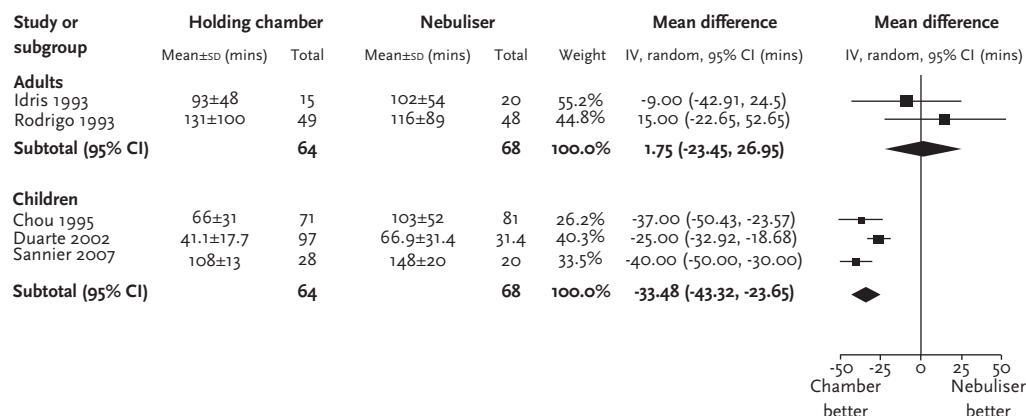 Study or subgroup Holding chamber Nebuliser Mean difference Mean difference
Mean±SD (mins) Total Mean±SD (mins) Total Weight IV, random, 95% CI (mins) IV, random, 95% CI (mins)
Adults
Idris 1993 93±48 15 102±54 20 55.2% -9.00 (-42.91, 24.5)
Rodrigo 1993 131±100 49 116±89 48 44.8% 15.00 (-22.65, 52.65)
Subtotal (95% CI) 64 68 100.0% 1.75 (-23.45, 26.95)
Children
Chou 1995 66±31 71 103±52 81 26.2% -37.00 (-50.43, -23.57)
Duarte 2002 41.1±17.7 97 66.9±31.4 31.4 40.3% -25.00 (-32.92, -18.68)
Sannier 2007 108±13 28 148±20 20 33.5% -40.00 (-50.00, -30.00)
Subtotal (95% CI) 64 68 100.0% -33.48 (-43.32, -23.65)
-50 -25 0 25 50
Chamber better Nebuliser better